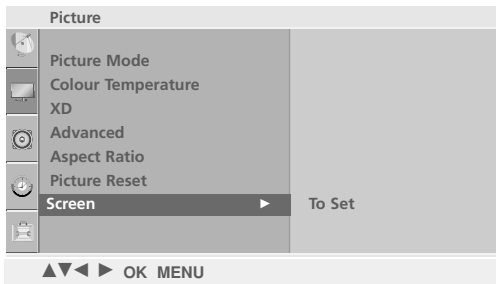 Picture
Picture Mode
Colour Temperature
XD
Advanced
Aspect Ratio
Picture Reset
Screen ► To Set
▲▼◄ ► OK MENU